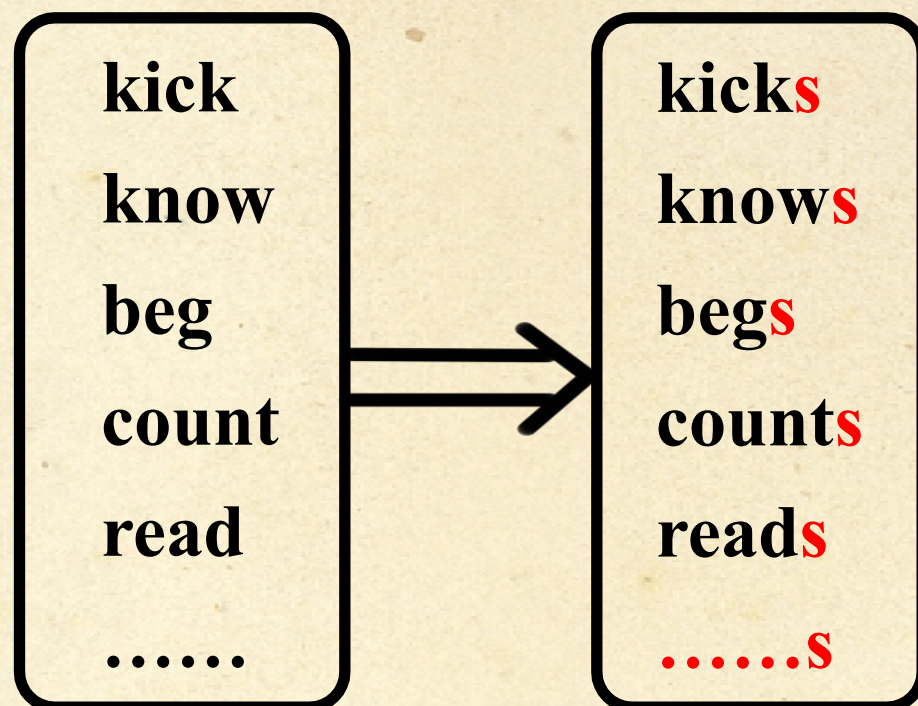 kick
know
beg
count
read
……
kicks
knows
begs
counts
reads
……s